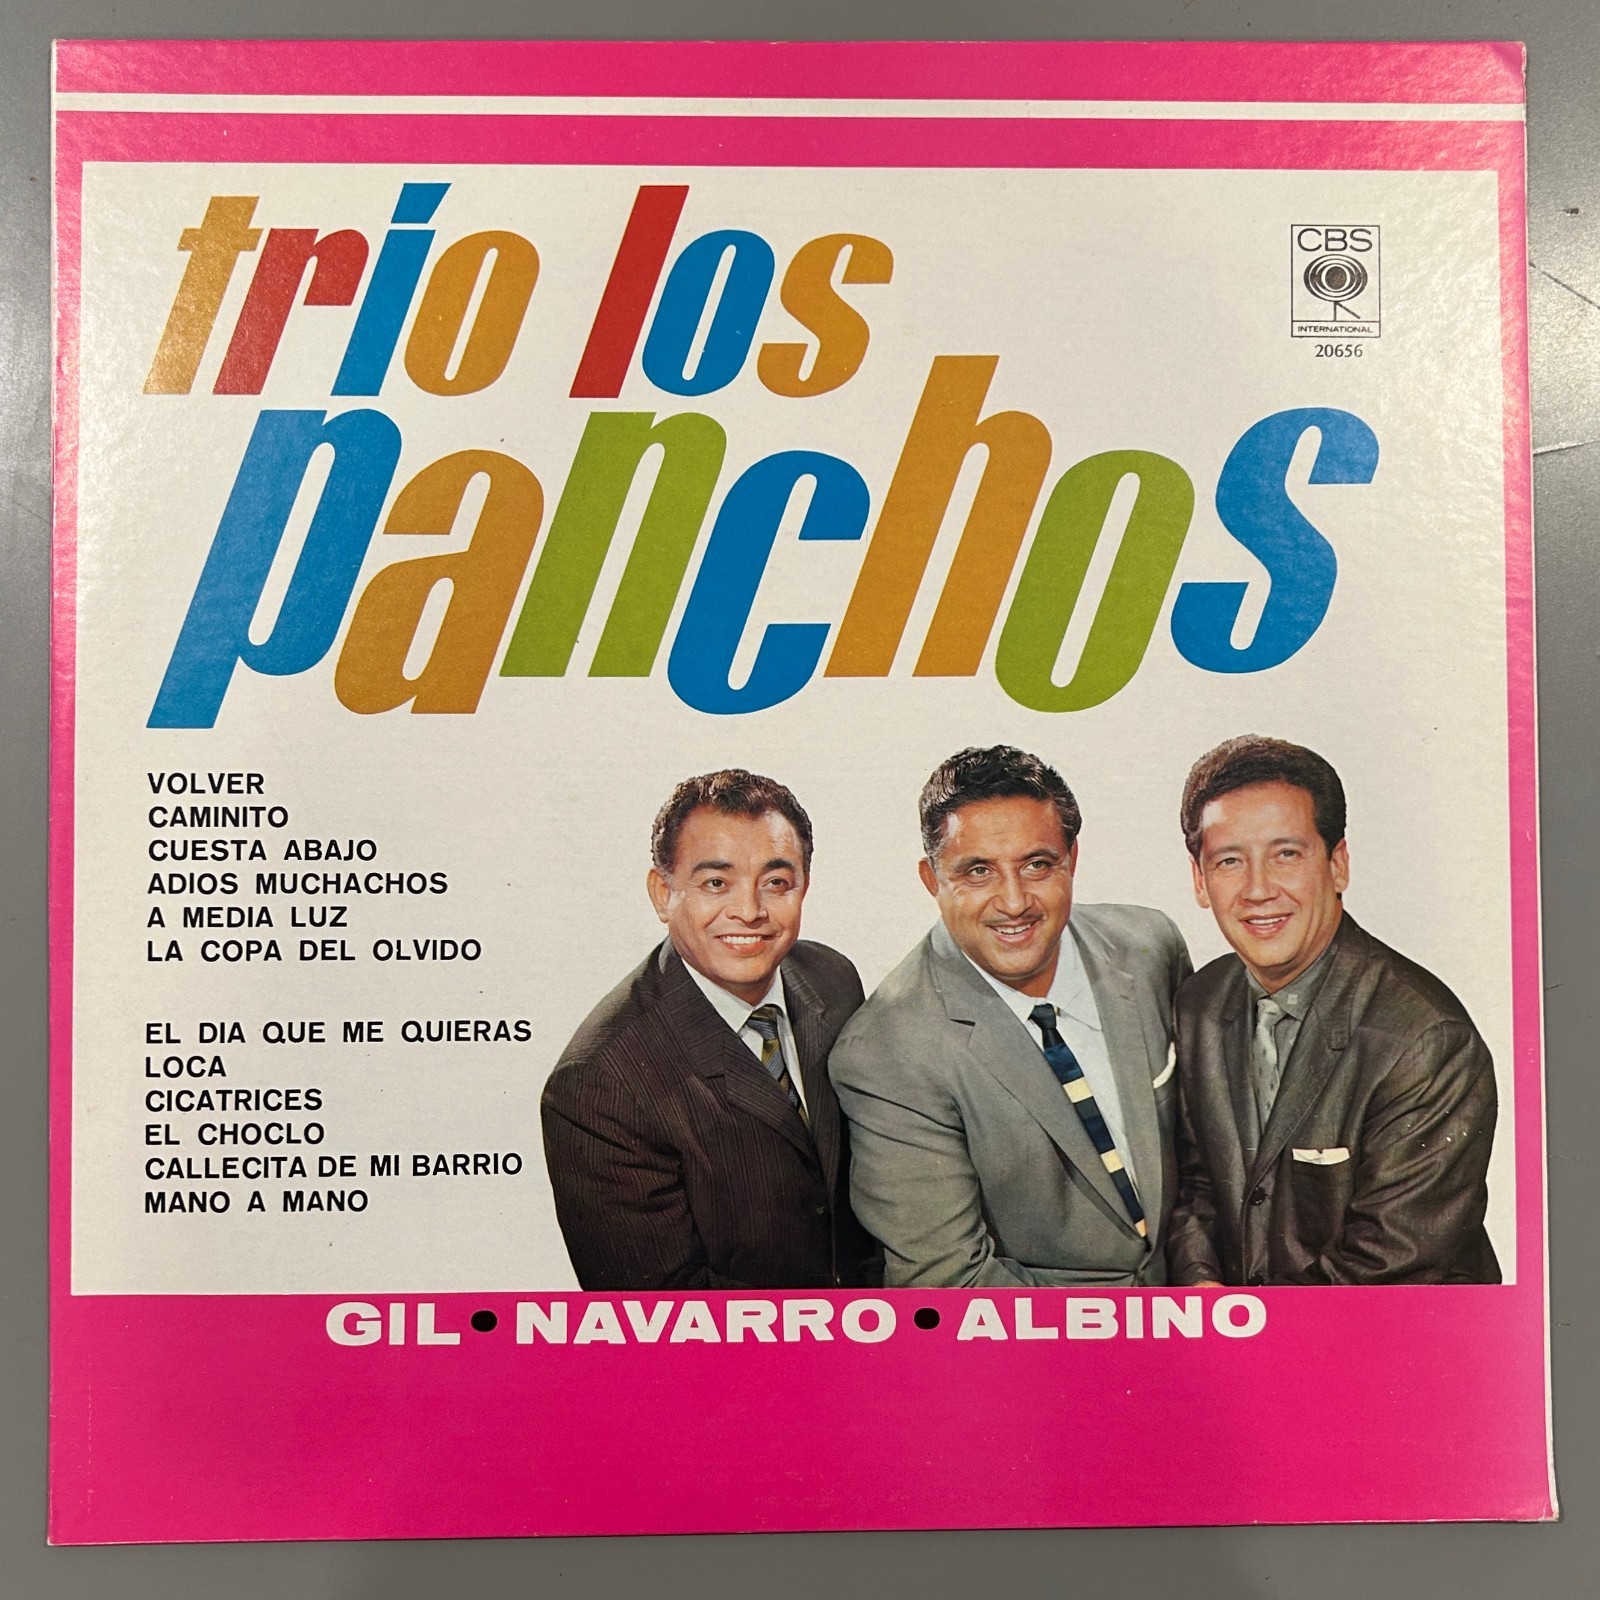 trío los
panchos
CBS
INTERNATIONAL
20656
VOLVER
CAMINITO
CUESTA ABAJO
ADIOS MUCHACHOS
A MEDIA LUZ
LA COPA DEL OLVIDO
EL DIA QUE ME QUIERAS
LOCA
CICATRICES
EL CHOCLO
CALLECITA DE MI BARRIO
MANO A MANO
GIL • NAVARRO • ALBINO